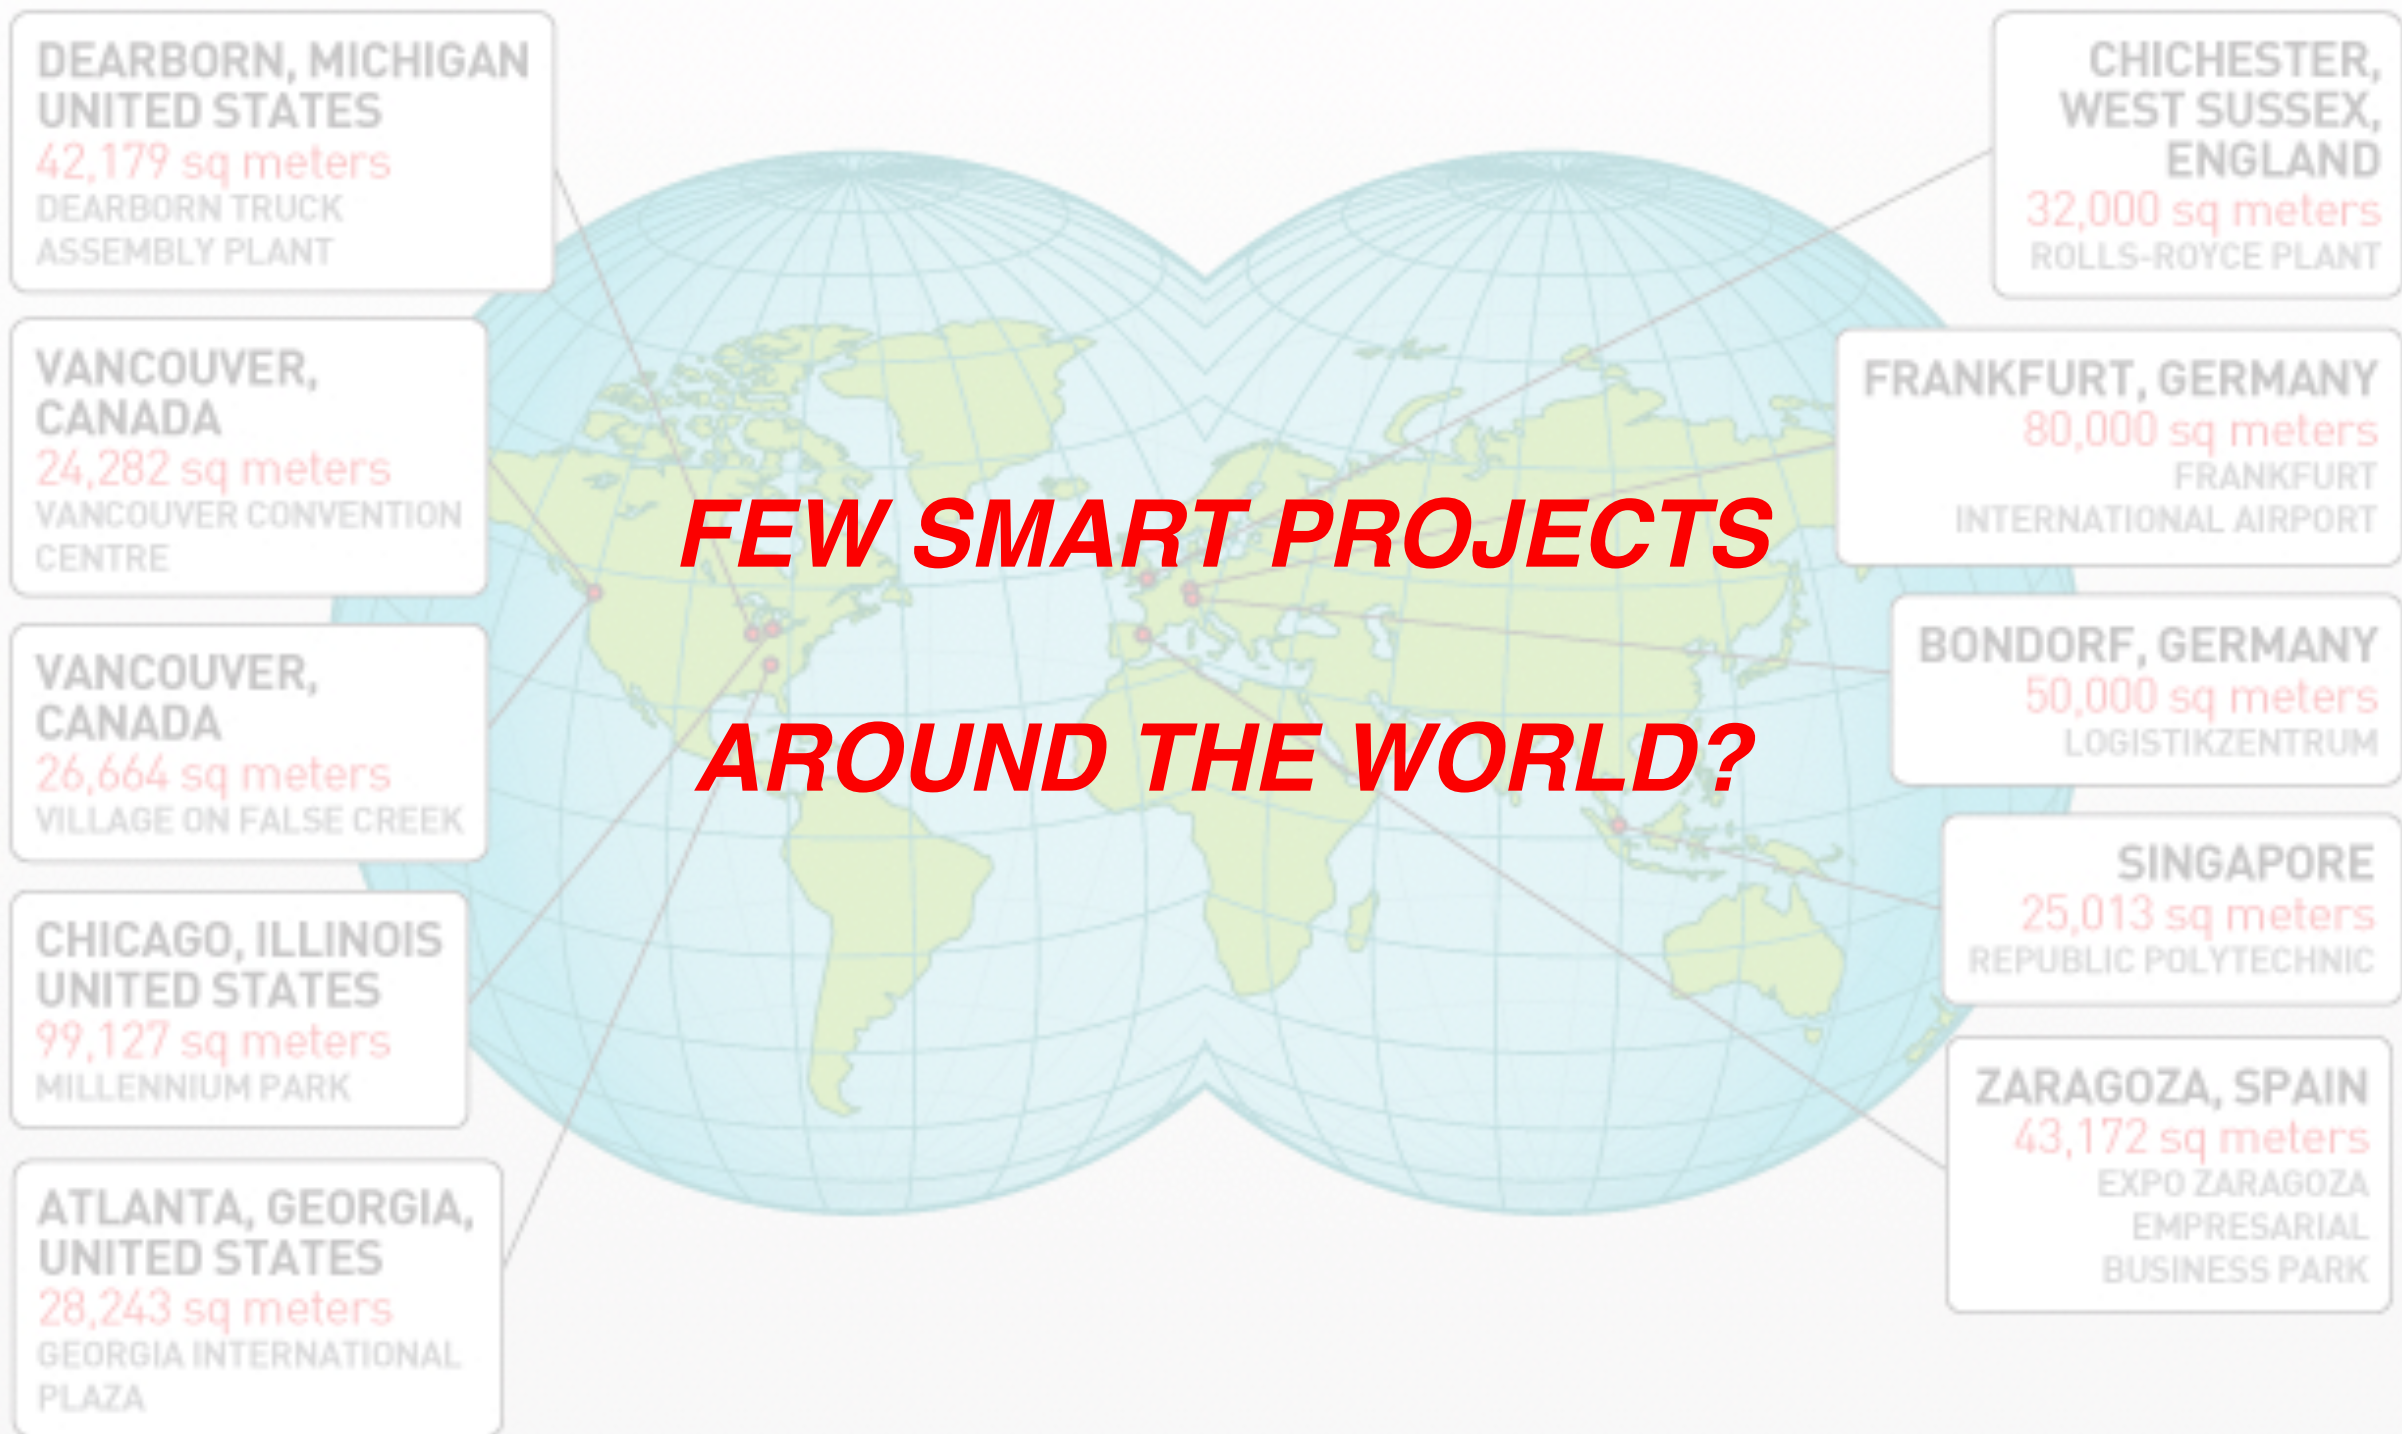 DEARBORN, MICHIGAN
UNITED STATES
42,179 sq meters
DEARBORN TRUCK
ASSEMBLY PLANT
VANCOUVER,
CANADA
24,282 sq meters
VANCOUVER CONVENTION
CENTRE
VANCOUVER,
CANADA
26,664 sq meters
VILLAGE ON FALSE CREEK
CHICAGO, ILLINOIS
UNITED STATES
99,127 sq meters
MILLENNIUM PARK
ATLANTA, GEORGIA,
UNITED STATES
28,243 sq meters
GEORGIA INTERNATIONAL
PLAZA
FEW SMART PROJECTS
AROUND THE WORLD?
CHICHESTER,
WEST SUSSEX,
ENGLAND
32,000 sq meters
ROLLS-ROYCE PLANT
FRANKFURT, GERMANY
80,000 sq meters
FRANKFURT
INTERNATIONAL AIRPORT
BONDORF, GERMANY
50,000 sq meters
LOGISTIKZENTRUM
SINGAPORE
25,013 sq meters
REPUBLIC POLYTECHNIC
ZARAGOZA, SPAIN
43,172 sq meters
EXPO ZARAGOZA
EMPRESARIAL
BUSINESS PARK